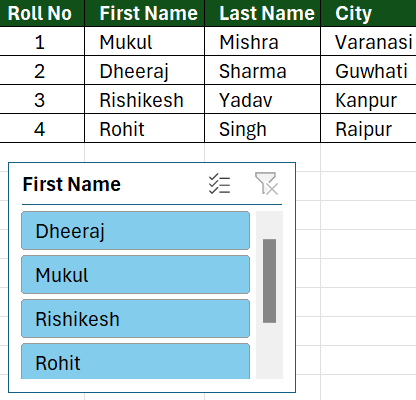 Roll No First Name Last Name City
1 Mukul Mishra Varanasi
2 Dheeraj Sharma Guwhati
3 Rishikesh Yadav Kanpur
4 Rohit Singh Raipur
First Name
Dheeraj
Mukul
Rishikesh
Rohit